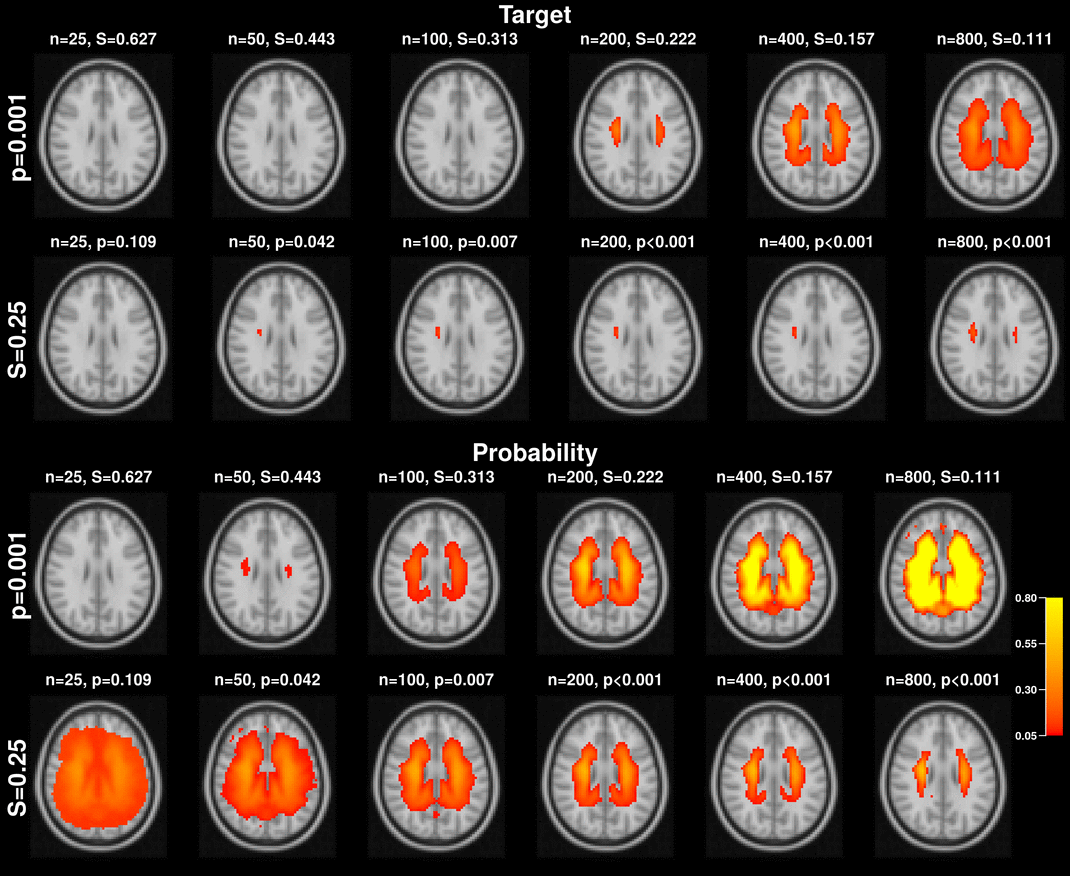 Target
n=25, S=0.627 n=50, S=0.443 n=100, S=0.313 n=200, S=0.222 n=400, S=0.157 n=800, S=0.111
p=0.001
n=25, p=0.109 n=50, p=0.042 n=100, p=0.007 n=200, p<0.001 n=400, p<0.001 n=800, p<0.001
S=0.25
Probability
n=25, S=0.627 n=50, S=0.443 n=100, S=0.313 n=200, S=0.222 n=400, S=0.157 n=800, S=0.111
p=0.001
0.80
0.55
0.30
0.05
n=25, p=0.109 n=50, p=0.042 n=100, p=0.007 n=200, p<0.001 n=400, p<0.001 n=800, p<0.001
S=0.25